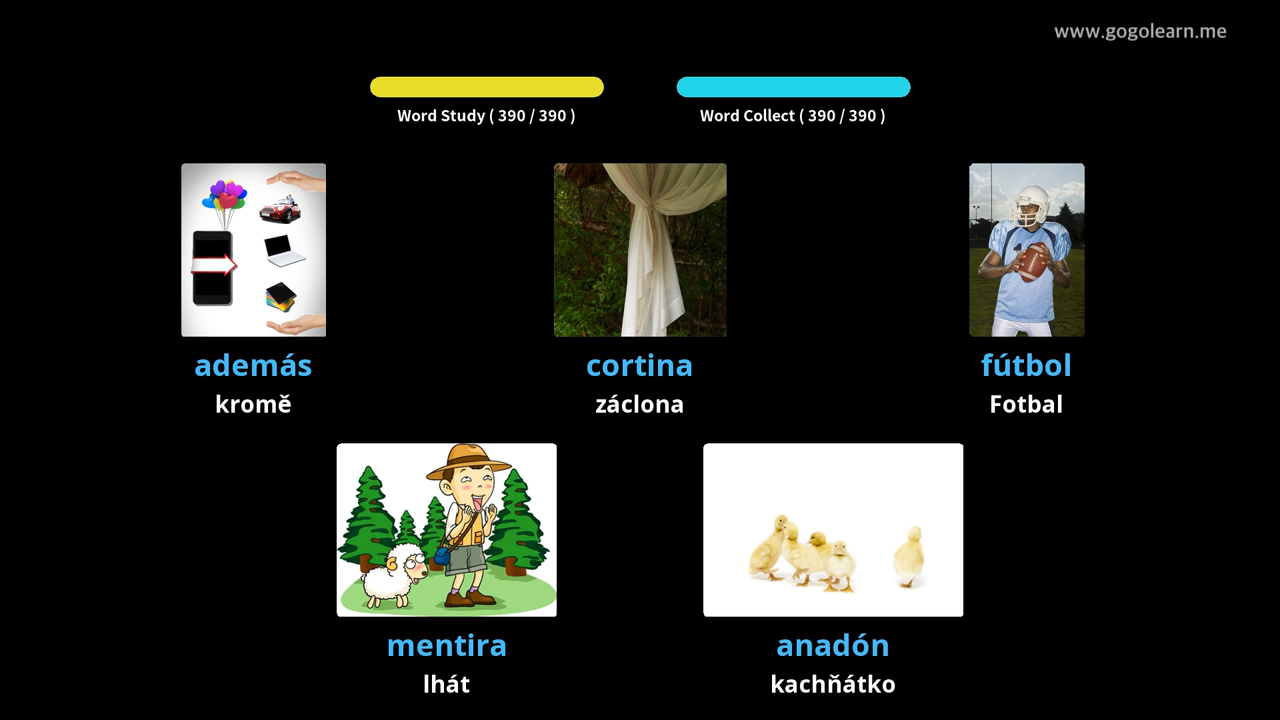 www.gogolearn.me
Word Study ( 390 / 390 )
Word Collect ( 390 / 390 )
además
cortina
fútbol
kromě
záclona
Fotbal
mentira
anadón
lhát
kachňátko